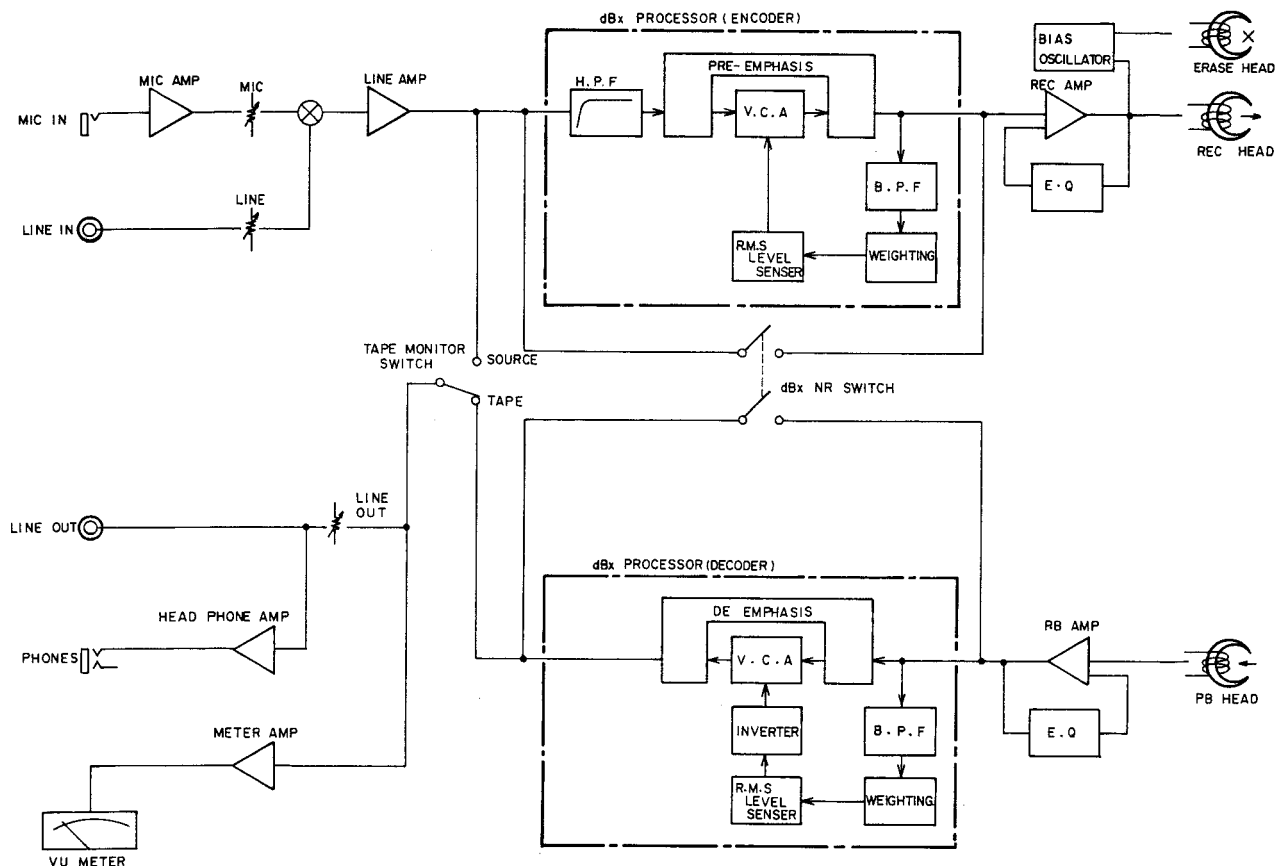 dBx PROCESSOR (ENCODER)
BIAS
OSCILLATOR
ERASE HEAD
MIC AMP
MIC
LINE AMP
H.P.F
PRE-EMPHASIS
V.C.A
REC AMP
MIC IN
REC HEAD
B.P.F
E.Q
LINE
LINE IN
R.M.S
LEVEL
SENSER
WEIGHTING
TAPE MONITOR
SWITCH
SOURCE
TAPE
dBx NR SWITCH
LINE
OUT
LINE OUT
dBx PROCESSOR (DECODER)
DE EMPHASIS
HEAD PHONE AMP
RB AMP
PHONES
V.C.A
PB HEAD
METER AMP
INVERTER
B.P.F
E.Q
R.M.S
LEVEL
SENSER
WEIGHTING
VU METER